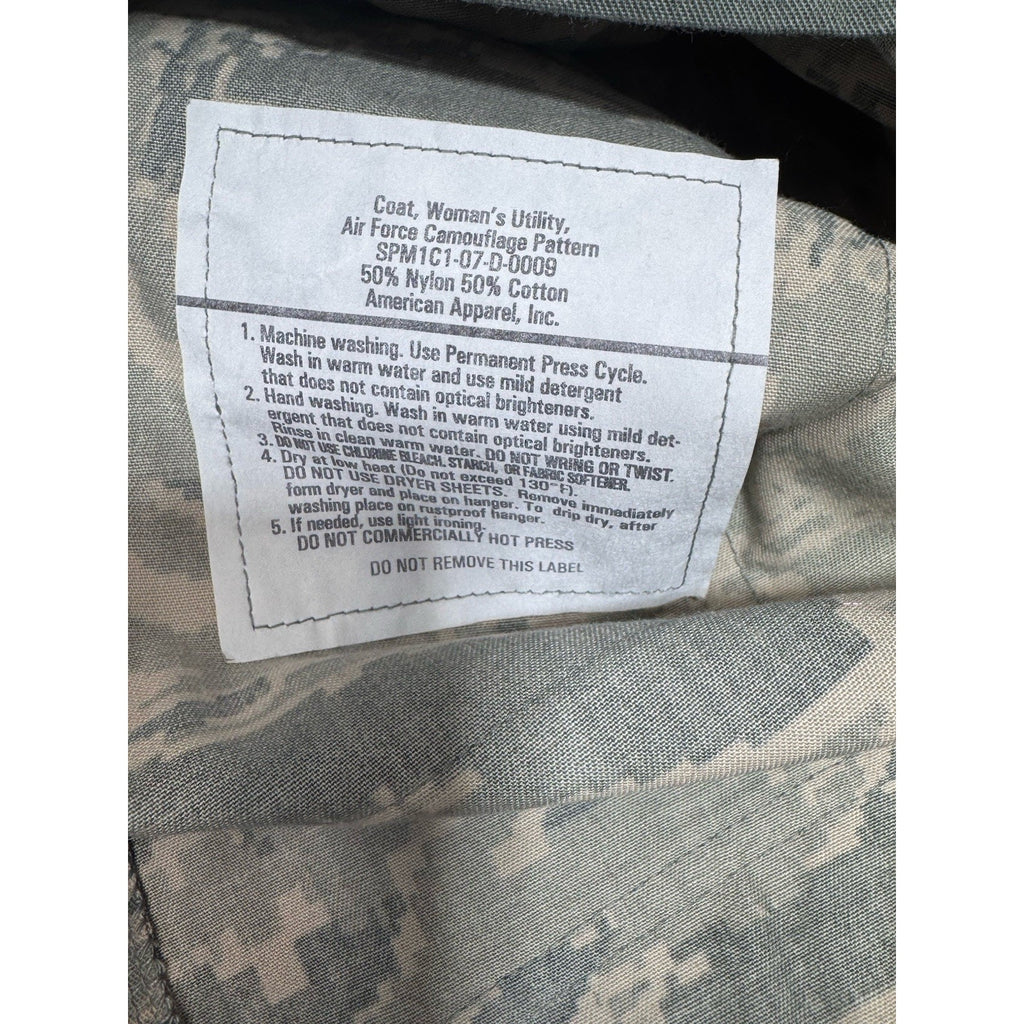 Coat, Woman's Utility,
Air Force Camouflage Pattern
SPM1C1-07-D-0009
50% Nylon 50% Cotton
American Apparel, Inc.
1. Machine washing. Use Permanent Press Cycle.
Wash in warm water and use mild detergent
that does not contain optical brighteners.
2. Hand washing. Wash in warm water using mild det-
ergent that does not contain optical brighteners.
Rinse in clean warm water. DO NOT WRING OR TWIST.
3. DO NOT USE CHLORINE BLEACH, STARCH, OR FABRIC SOFTENER.
4. Dry at low heat (Do not exceed 130°F).
DO NOT USE DRYER SHEETS. Remove immediately
form dryer and place on hanger. To drip dry, after
washing place on rustproof hanger.
5. If needed, use light ironing.
DO NOT COMMERCIALLY HOT PRESS
DO NOT REMOVE THIS LABEL